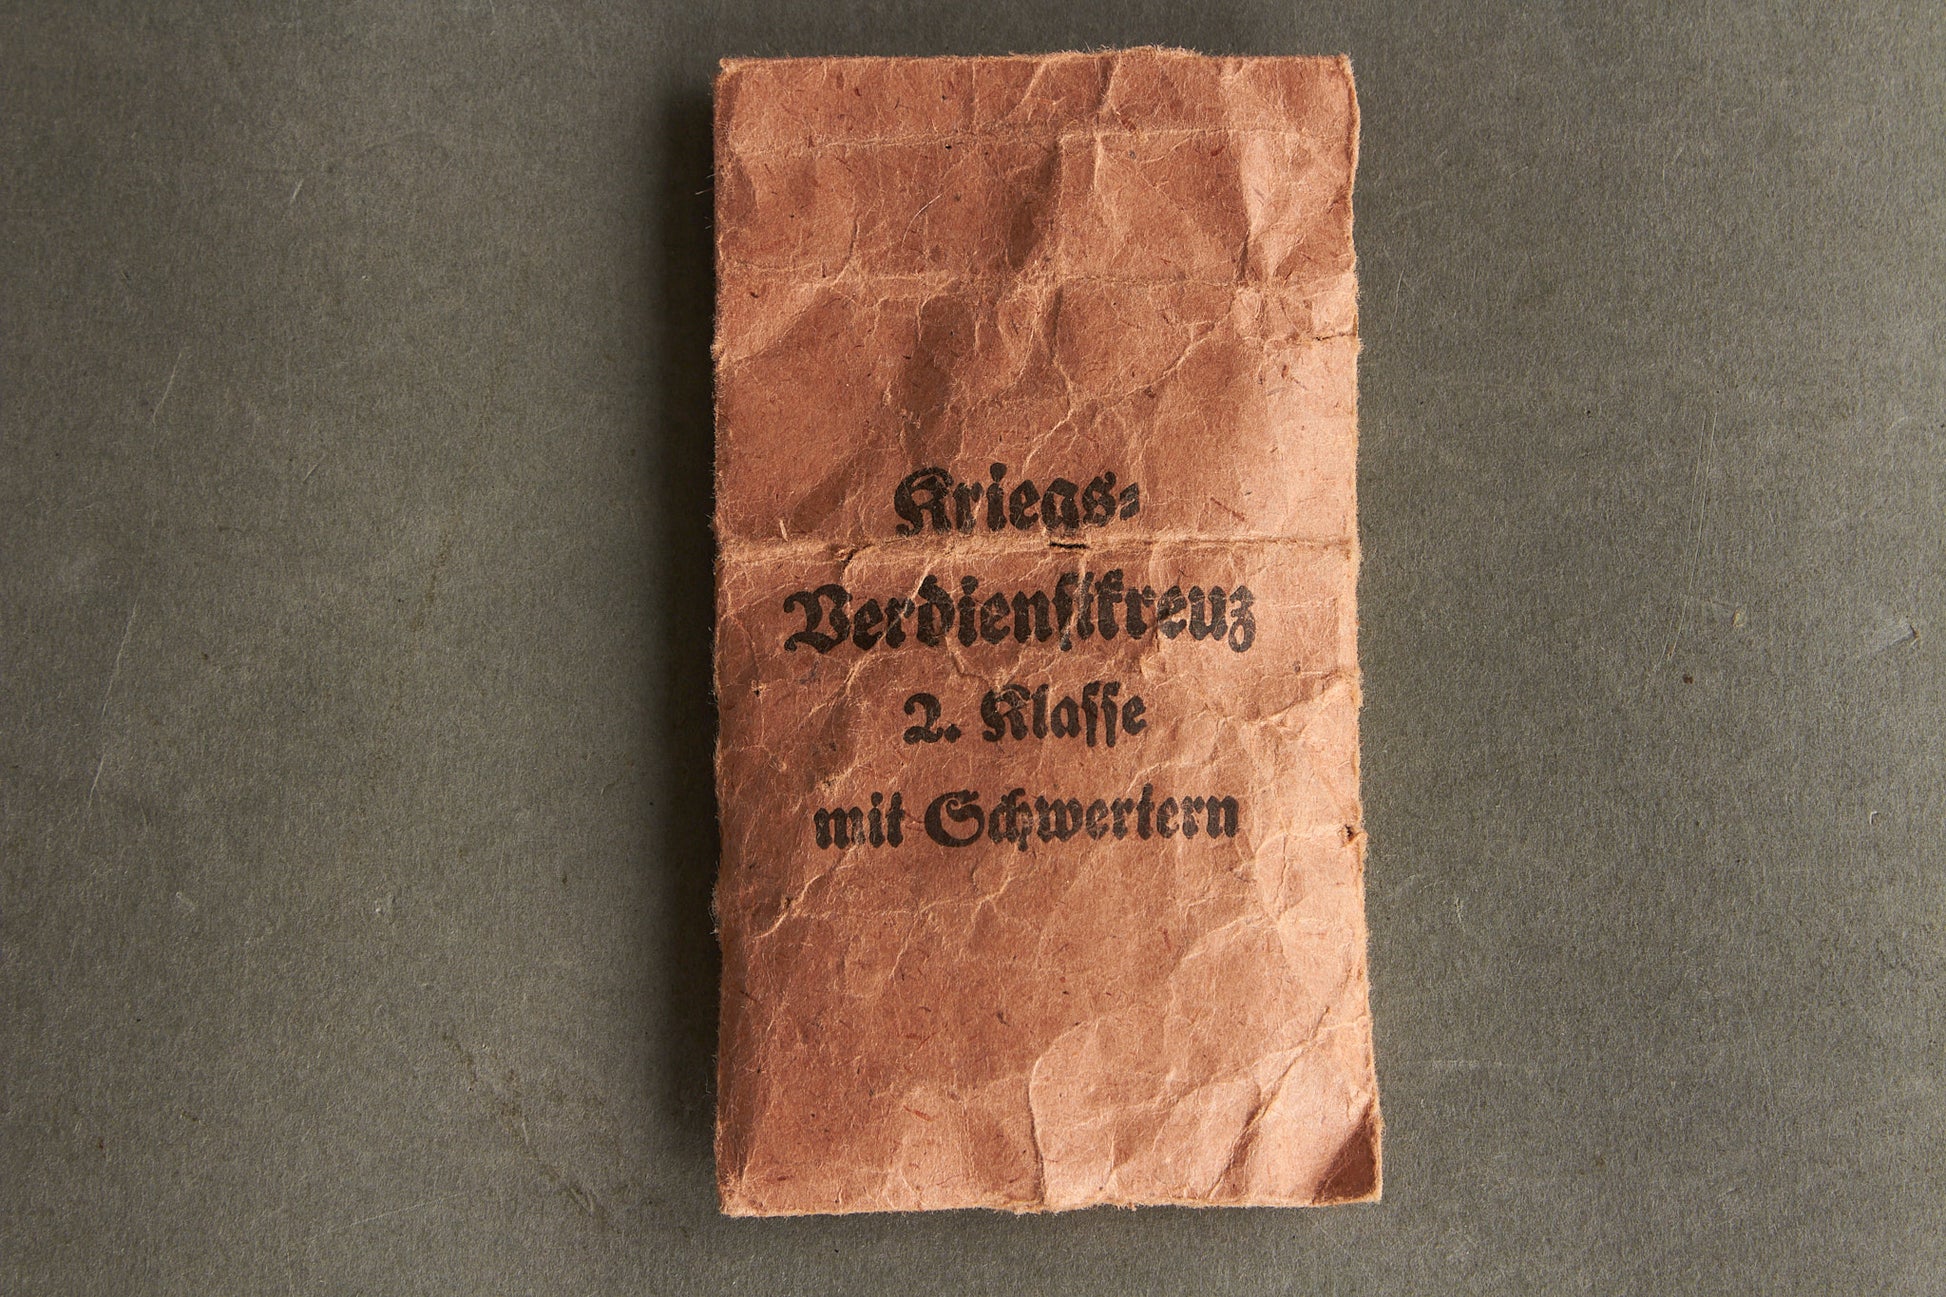 Kriegs-
Verdienstkreuz
2. Klasse
mit Schwertern